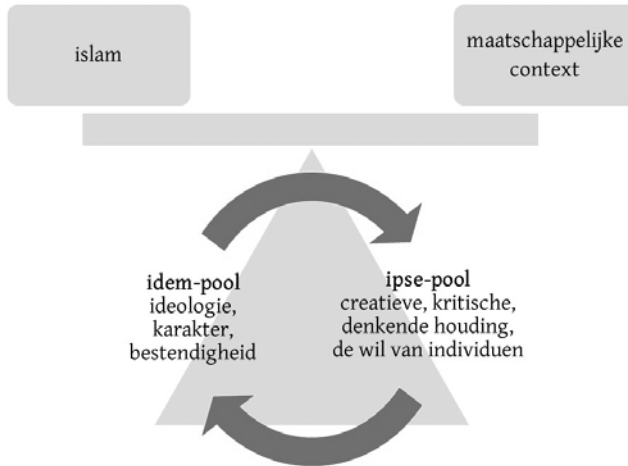 islam
maatschappelijke
context
idem-pool
ideologie,
karakter,
bestendigheid
ipse-pool
creatieve, kritische,
denkende houding,
de wil van individuen